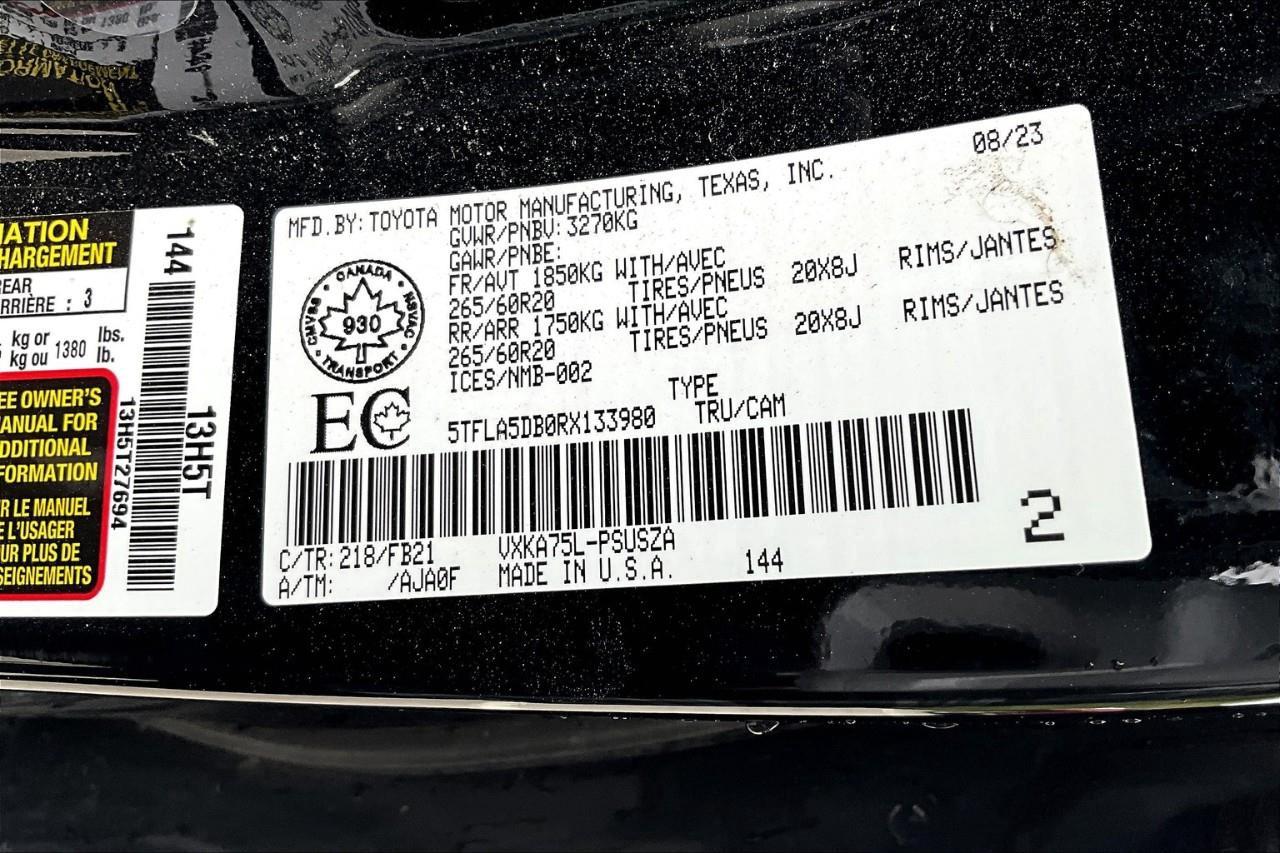 08/23
MFD.BY: TOYOTA MOTOR MANUFACTURING, TEXAS, INC.
GVWR/PNBV: 3270KG
GAWR/PNBE:
FR/AVT 1850KG WITH/AVEC
265/60R20 TIRES/PNEUS 20X8J RIMS/JANTES
RR/ARR 1750KG WITH/AVEC
265/60R20 TIRES/PNEUS 20X8J RIMS/JANTES
ICES/NMB-002
CANADA
CMVSS
930
NSVAC
TRANSPORT
EC
TYPE
5TFLA5DB0RX133980 TRU/CAM
2
C/TR: 218/FB21 VXKA75L-PSUSZA
A/TM: /AJA0F MADE IN U.S.A. 144
HARGEMENT
REAR
RRIÈRE : 3
kg or 1380 lbs.
kg ou lb.
EE OWNER'S
ANUAL FOR
DDITIONAL
FORMATION
R LE MANUEL
E L'USAGER
UR PLUS DE
SEIGNEMENTS
144
13H5T
13H5T27694